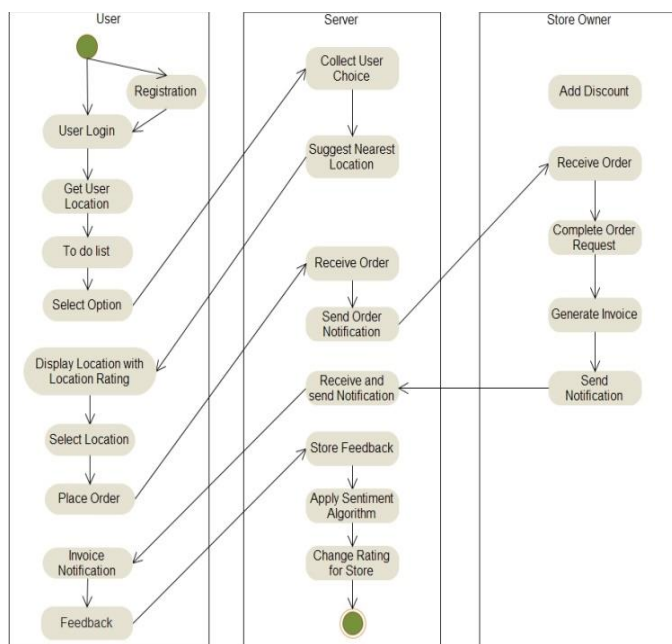 User
Registration
User Login
Get User
Location
To do list
Select Option
Display Location with
Location Rating
Select Location
Place Order
Invoice
Notification
Feedback
Server
Collect User
Choice
Suggest Nearest
Location
Receive Order
Send Order
Notification
Receive and
send Notification
Store Feedback
Apply Sentiment
Algorithm
Change Rating
for Store
Store Owner
Add Discount
Receive Order
Complete Order
Request
Generate Invoice
Send
Notification